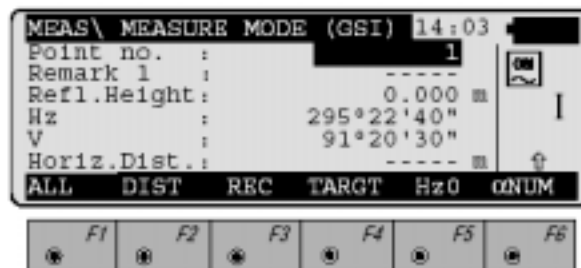 MEAS\ MEASURE MODE (GSI) 14:03
Point no. : 1
Remark 1 : -----
Refl.Height: 0.000 m
Hz : 295°22'40"
V : 91°20'30"
Horiz.Dist.: ----- m
ALL DIST REC TARGT Hz0 αNUM
F1 F2 F3 F4 F5 F6